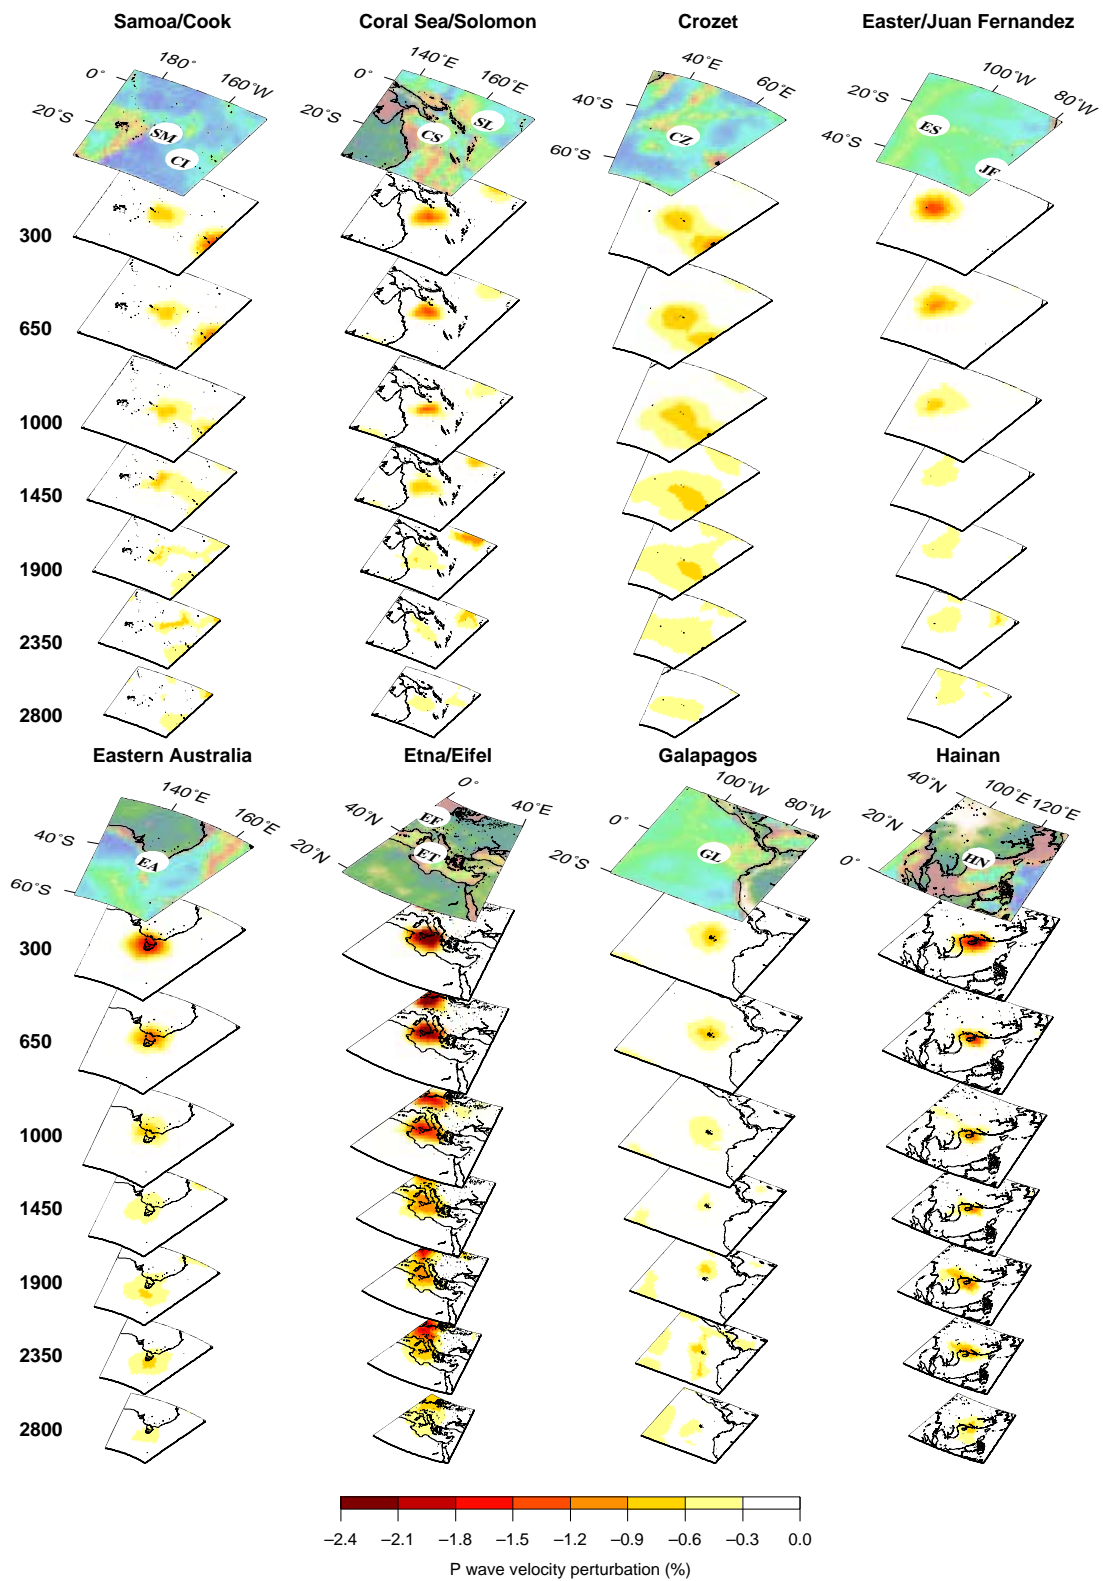 Samoa/Cook Coral Sea/Solomon Crozet Easter/Juan Fernandez
0˚ 20˚S 180˚ 160˚W SM CI
0˚ 20˚S 140˚E 160˚E CS SL
40˚S 60˚S 40˚E 60˚E CZ
20˚S 40˚S 100˚W 80˚W ES JF
300
650
1000
1450
1900
2350
2800
Eastern Australia Etna/Eifel Galapagos Hainan
40˚S 60˚S 140˚E 160˚E EA
40˚N 20˚N 0˚ 40˚E EF ET
0˚ 20˚S 100˚W 80˚W GL
40˚N 20˚N 0˚ 100˚E 120˚E HN
300
650
1000
1450
1900
2350
2800
−2.4 −2.1 −1.8 −1.5 −1.2 −0.9 −0.6 −0.3 0.0
P wave velocity perturbation (%)